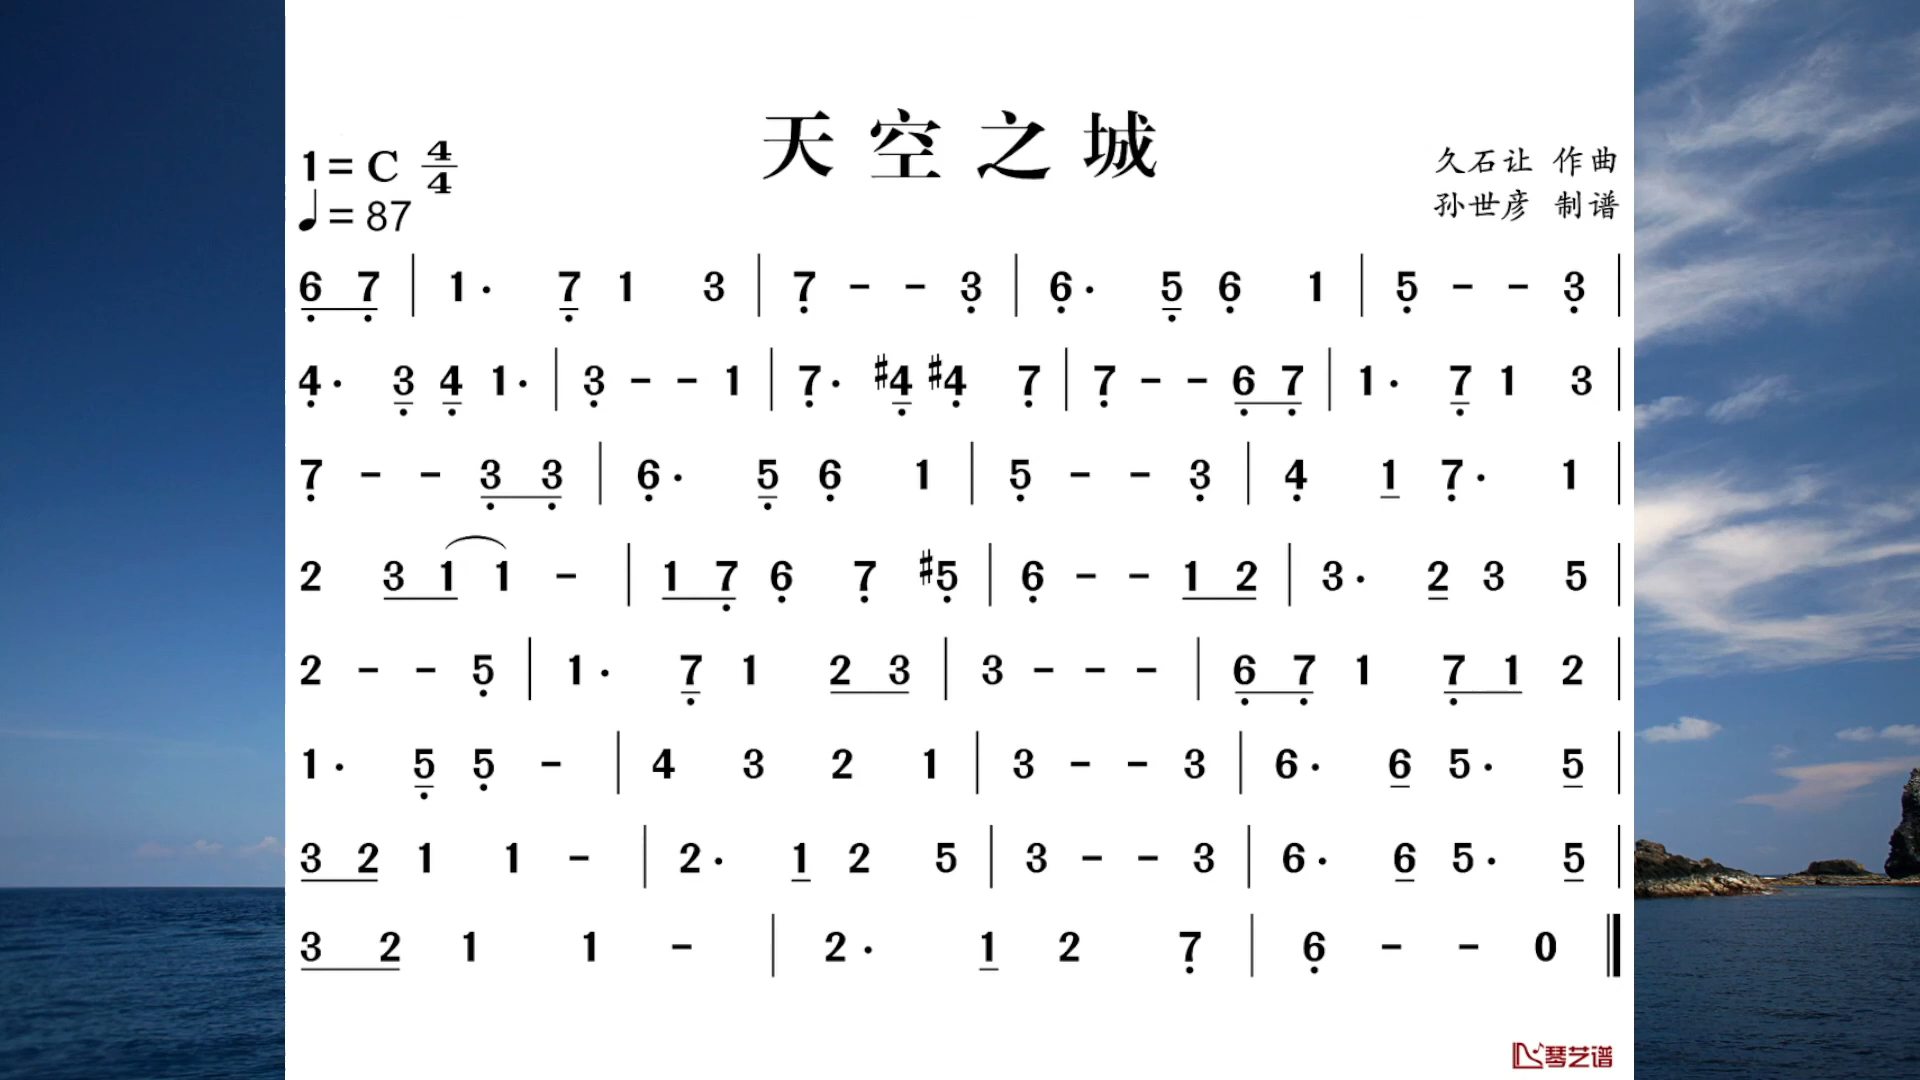 天空之城
1=C 4/4
♩=87
久石让 作曲
孙世彦 制谱
6̣ 7̣ | 1· 7̣ 1 3 | 7̣ - - 3̣ | 6̣· 5̣ 6̣ 1 | 5̣ - - 3̣ |
4̣· 3̣ 4̣ 1· | 3̣ - - 1 | 7̣· #4̣ #4̣ 7̣ | 7̣ - - 6̣ 7̣ | 1· 7̣ 1 3 |
7̣ - - 3̣ 3̣ | 6̣· 5̣ 6̣ 1 | 5̣ - - 3̣ | 4̣ 1 7̣· 1 |
2 3 1 1 - | 1 7̣ 6̣ 7̣ #5̣ | 6̣ - - 1 2 | 3· 2 3 5 |
2 - - 5̣ | 1· 7̣ 1 2 3 | 3 - - - | 6̣ 7̣ 1 7̣ 1 2 |
1· 5̣ 5̣ - | 4 3 2 1 | 3 - - 3 | 6· 6 5· 5 |
3 2 1 1 - | 2· 1 2 5 | 3 - - 3 | 6· 6 5· 5 |
3 2 1 1 - | 2· 1 2 7̣ | 6̣ - - 0 ‖
琴艺谱